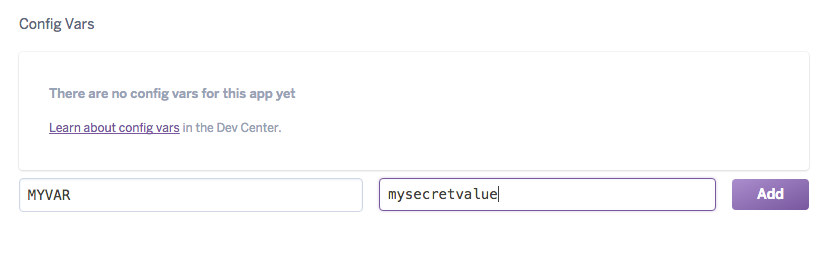 Config Vars
There are no config vars for this app yet
Learn about config vars in the Dev Center.
MYVAR mysecretvalue Add